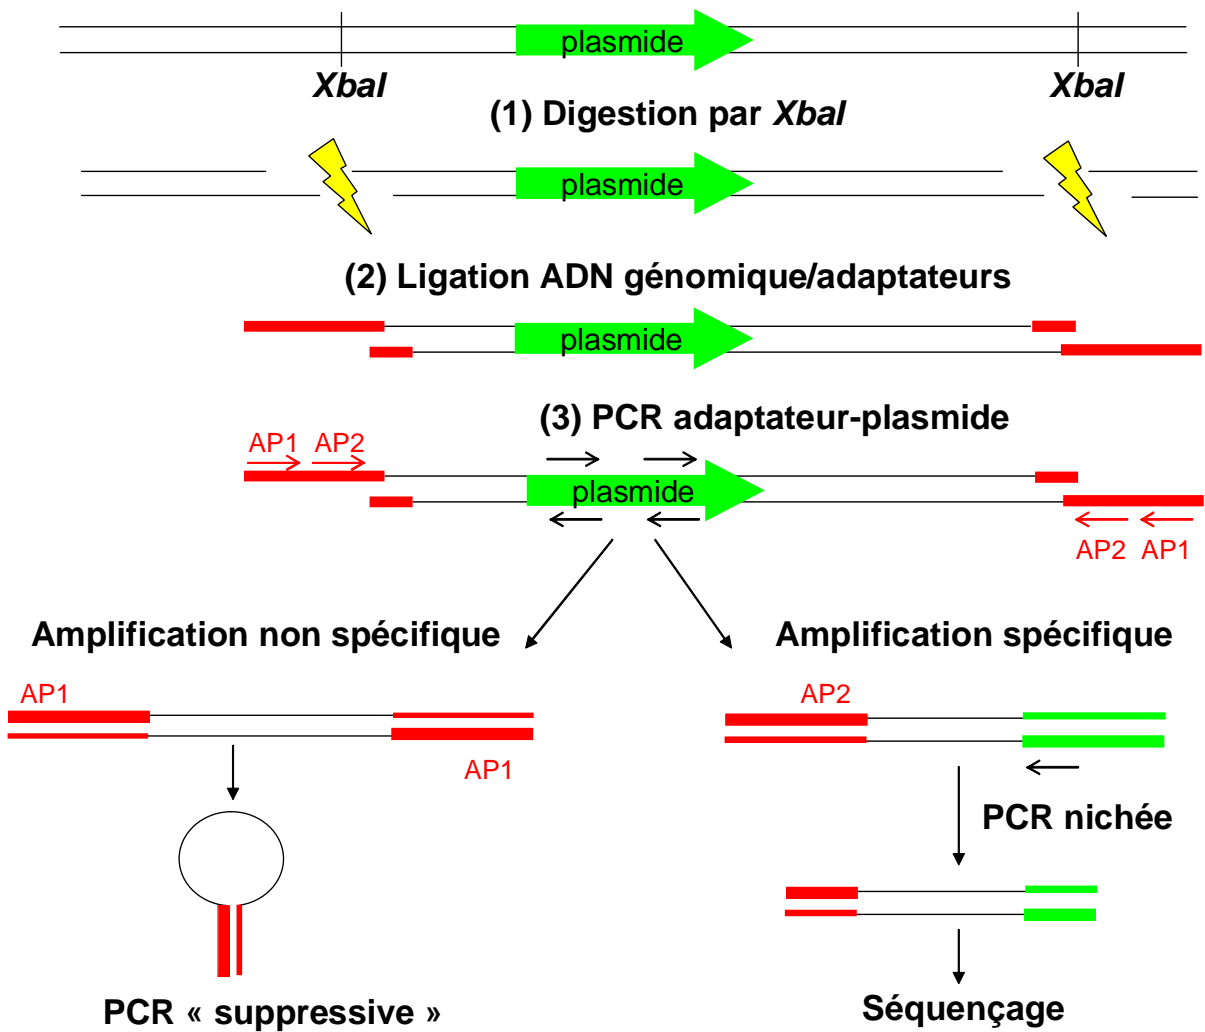 plasmide
XbaI XbaI
(1) Digestion par XbaI
plasmide
(2) Ligation ADN génomique/adaptateurs
plasmide
(3) PCR adaptateur-plasmide
AP1 AP2
plasmide
AP2 AP1
Amplification non spécifique
Amplification spécifique
AP1
AP2
AP1
PCR nichée
PCR « suppressive »
Séquençage